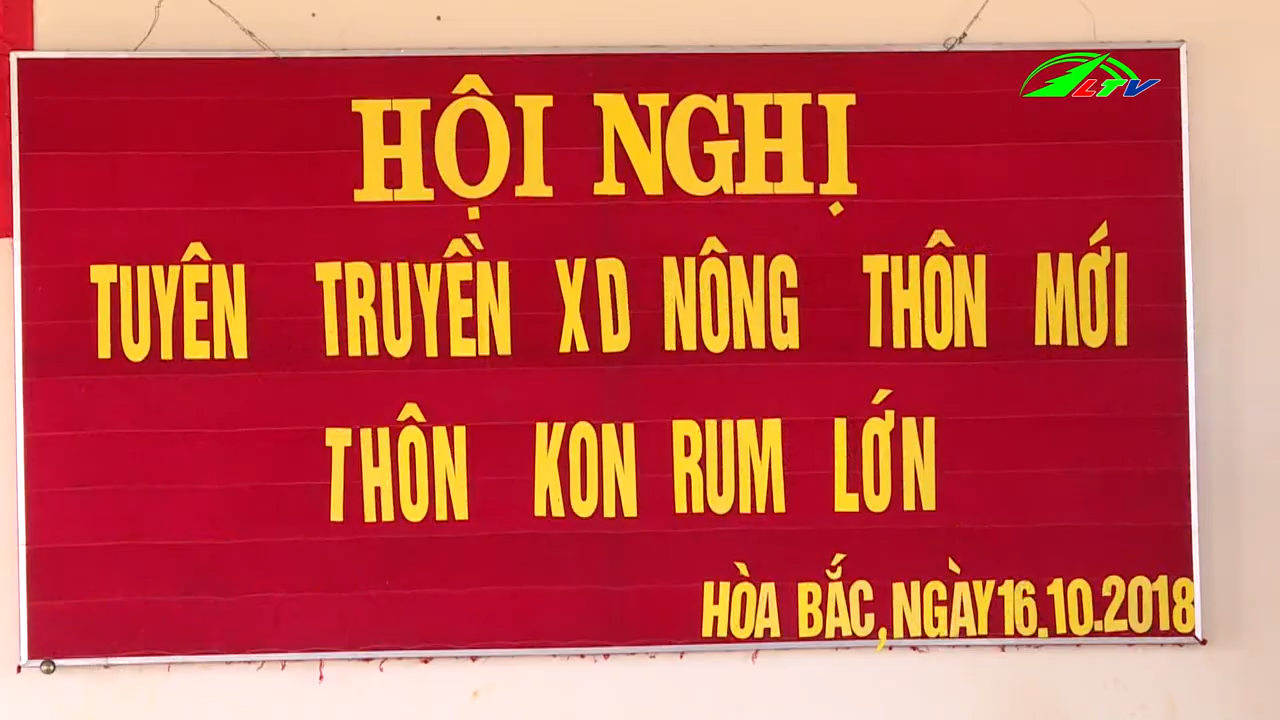 LTV
HỘI NGHỊ
TUYÊN TRUYỀN XD NÔNG THÔN MỚI
THÔN KON RUM LỚN
HÒA BẮC, NGÀY 16.10.2018